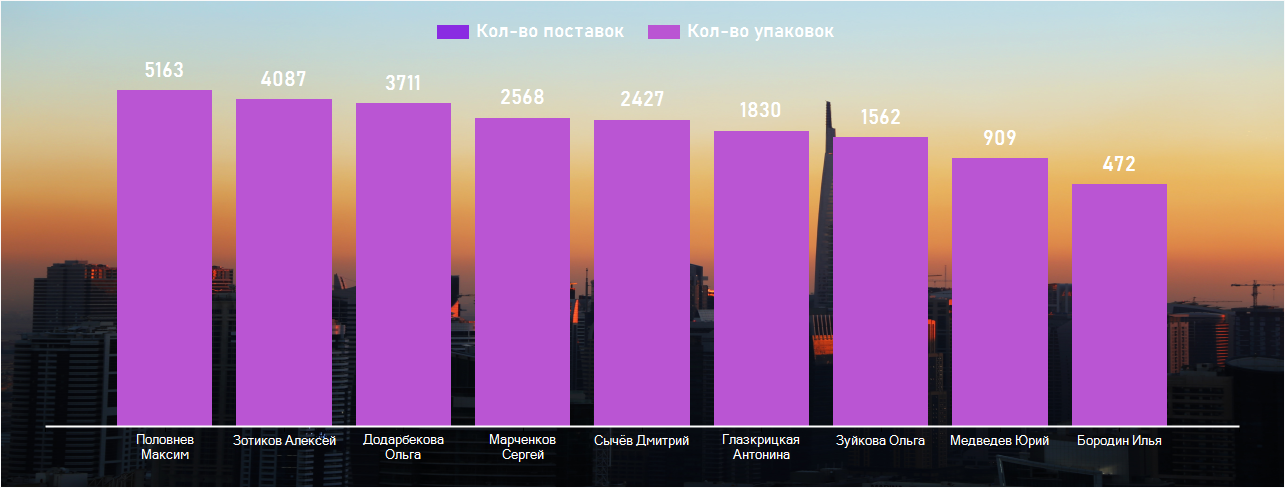 Кол-во поставок Кол-во упаковок
5163 4087 3711 2568 2427 1830 1562 909 472
Половнев Зотиков Алексей Додарбекова Марченков Сычёв Дмитрий Глазкрицкая Зуйкова Ольга Медведев Юрий Бородин Илья
Максим Ольга Сергей Антонина